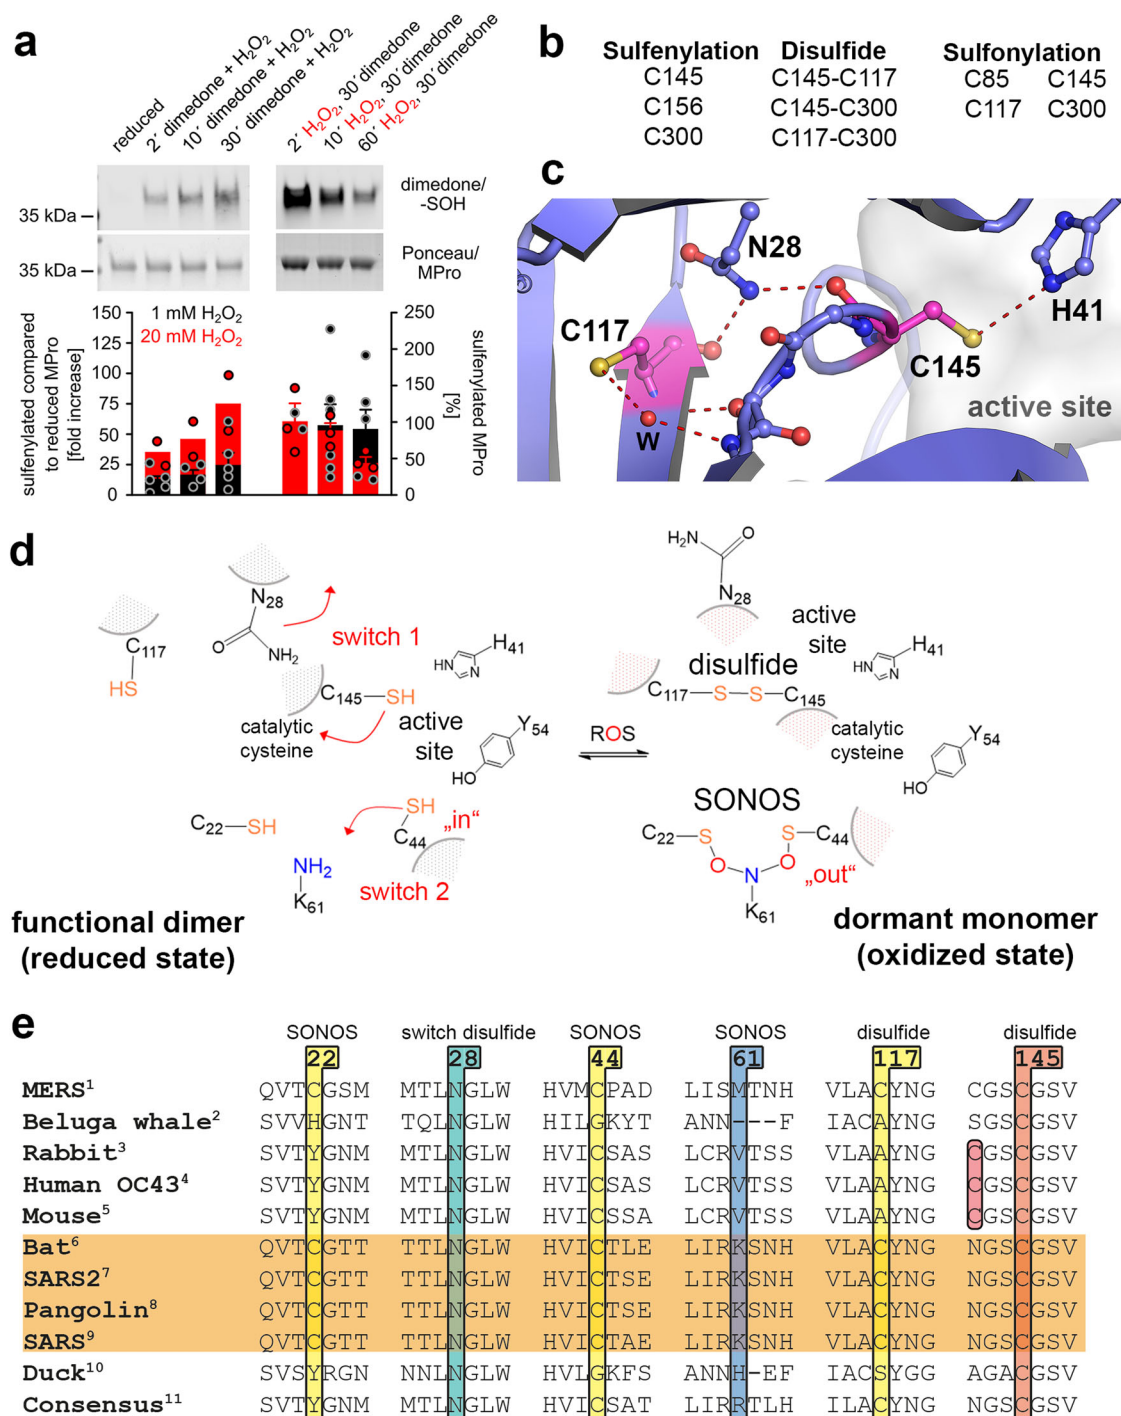 a
reduced
2´ dimedone + H2O2
10´ dimedone + H2O2
30´ dimedone + H2O2
2´ H2O2, 30´ dimedone
10´ H2O2, 30´ dimedone
60´ H2O2, 30´ dimedone
35 kDa
dimedone/
-SOH
35 kDa
Ponceau/
MPro
sulfenylated compared
to reduced MPro
[fold increase]
150
125
100
75
50
25
0
1 mM H2O2
20 mM H2O2
250
200
150
100
50
0
sulfenylated MPro
[%]
b
Sulfenylation Disulfide Sulfonylation
C145 C145-C117 C85 C145
C156 C145-C300 C117 C300
C300 C117-C300
c
N28
C117
H41
C145
W
active site
d
N28
O
NH2
C117
HS
switch 1
H41
HN
N
C145 SH
catalytic
cysteine
active
site
Y54
HO
SH
C22 SH
C44
„in“
NH2
K61
switch 2
functional dimer
(reduced state)
ROS
H2N
O
N28
active
site
H41
HN
N
disulfide
C117 S S C145
catalytic
cysteine
Y54
HO
SONOS
C22 S S C44
O N O
„out“
K61
dormant monomer
(oxidized state)
e
SONOS switch disulfide SONOS SONOS disulfide disulfide
22 28 44 61 117 145
MERS1 QVTCGSM MTLNGLW HVMCPAD LISMTNH VLACYNG CGSCGSV
Beluga whale2 SVVHGNT TQLNGLW HILGKYT ANN---F IACAYNG SGSCGSV
Rabbit3 SVTYGNM MTLNGLW HVICSAS LCRVTSS VLAAYNG CGSCGSV
Human OC434 SVTYGNM MTLNGLW HVICSAS LCRVTSS VLAAYNG CGSCGSV
Mouse5 SVTYGNM MTLNGLW HVICSSA LCRVTSS VLAAYNG CGSCGSV
Bat6 QVTCGTT TTLNGLW HVICTLE LIRKSNH VLACYNG NGSCGSV
SARS27 QVTCGTT TTLNGLW HVICTSE LIRKSNH VLACYNG NGSCGSV
Pangolin8 QVTCGTT TTLNGLW HVICTSE LIRKSNH VLACYNG NGSCGSV
SARS9 QVTCGTT TTLNGLW HVICTAE LIRKSNH VLACYNG NGSCGSV
Duck10 SVSYRGN NNLNGLW HVLGKFS ANNH-EF IACSYGG AGACGSV
Consensus11 SVTYGNM MTLNGLW HVICSAT LIRRTLH VLACYNG NGSCGSV